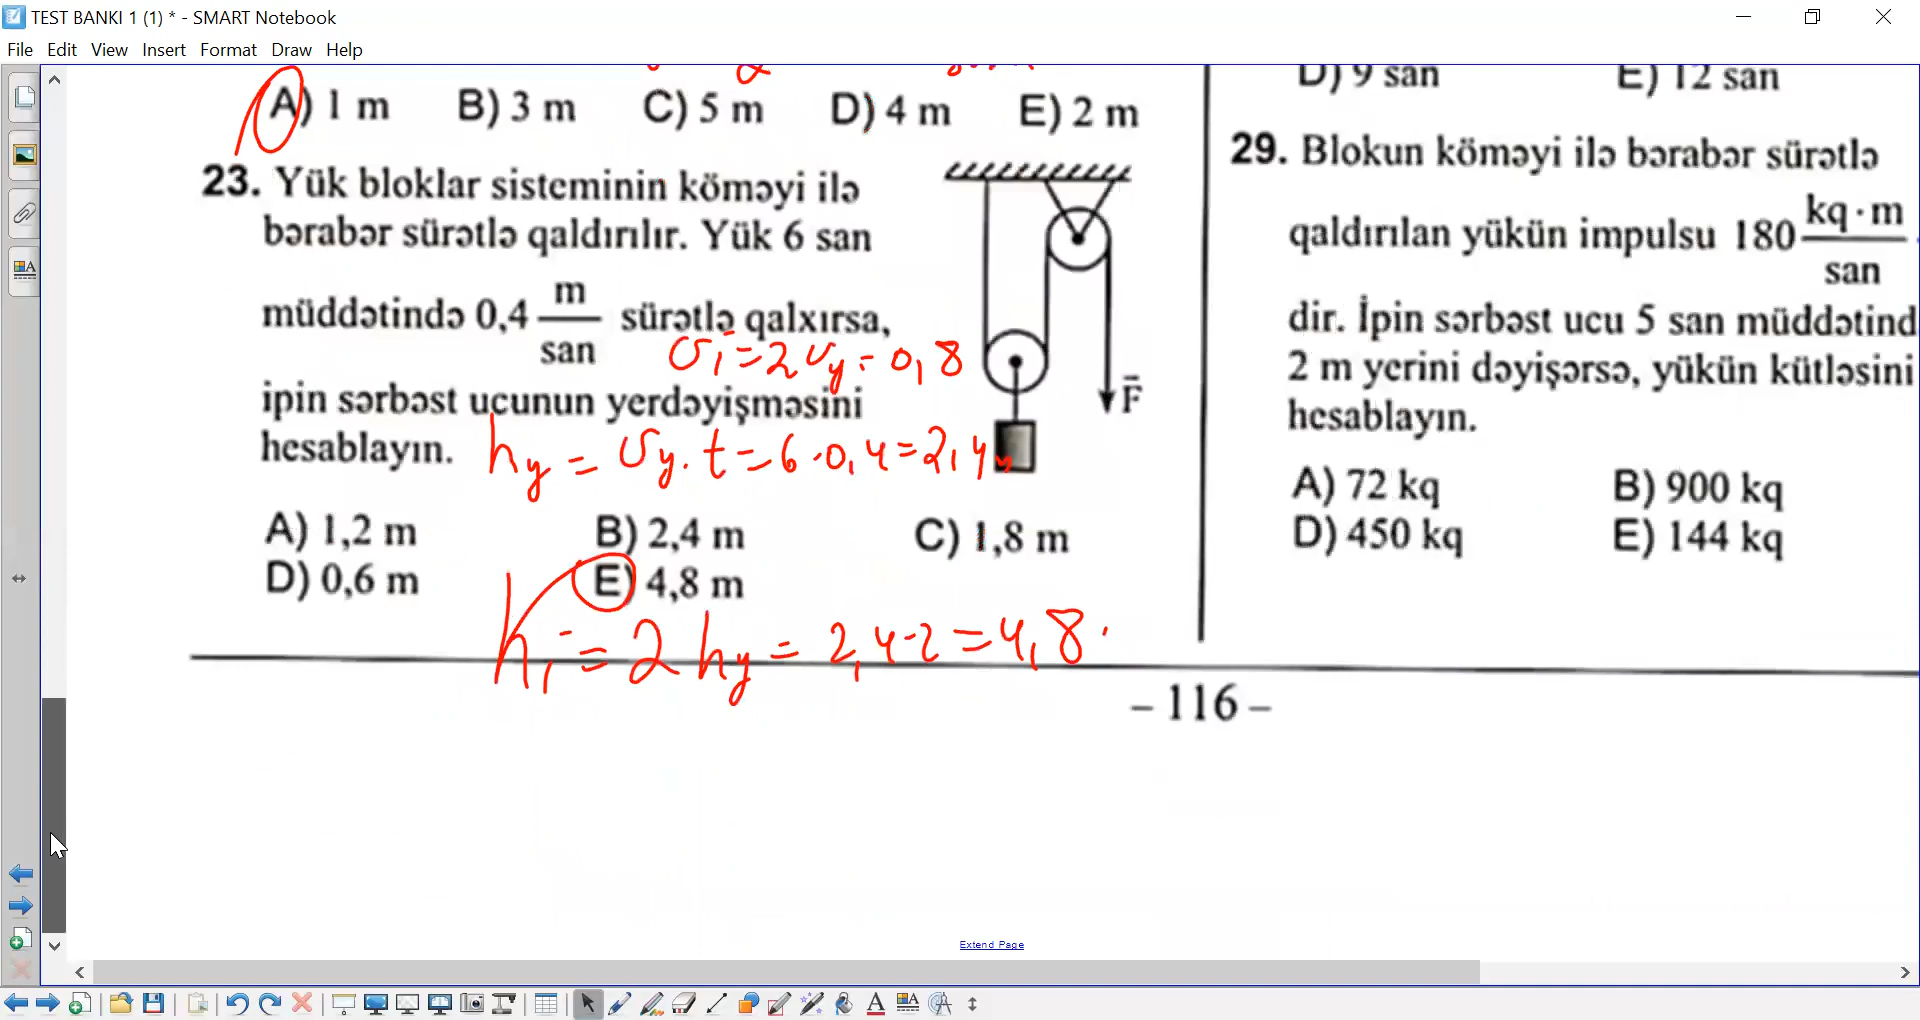 TEST BANKI 1 (1) * - SMART Notebook
File Edit View Insert Format Draw Help
A) 1 m B) 3 m C) 5 m D) 4 m E) 2 m
23. Yük bloklar sisteminin köməyi ilə
bərabər sürətlə qaldırılır. Yük 6 san
müddətində 0,4 m/san sürətlə qalxırsa,
υi = 2υy = 0,8
ipin sərbəst ucunun yerdəyişməsini
hesablayın.
hy = υy · t = 6 · 0,4 = 2,4
F
A) 1,2 m B) 2,4 m C) 1,8 m
D) 0,6 m E) 4,8 m
hi = 2hy = 2,4·2 = 4,8
D) 9 san E) 12 san
29. Blokun köməyi ilə bərabər sürətlə
qaldırılan yükün impulsu 180 kq·m/san
dir. İpin sərbəst ucu 5 san müddətind
2 m yerini dəyişərsə, yükün kütləsini
hesablayın.
A) 72 kq B) 900 kq
D) 450 kq E) 144 kq
– 116 –
Extend Page